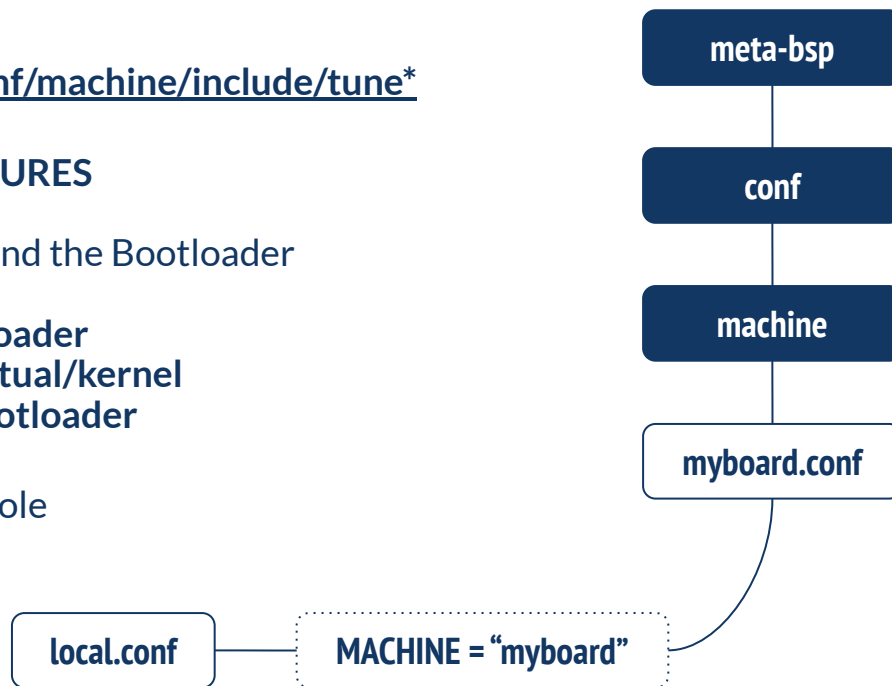 nf/machine/include/tune*
URES
nd the Bootloader
oader
tual/kernel
otloader
ole
meta-bsp
conf
machine
myboard.conf
local.conf
MACHINE = “myboard”